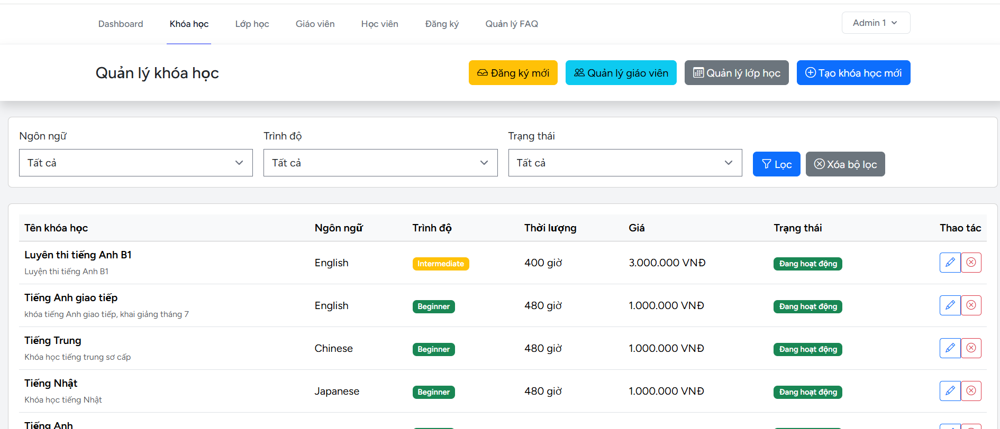 Dashboard Khóa học Lớp học Giáo viên Học viên Đăng ký Quản lý FAQ Admin 1
Quản lý khóa học Đăng ký mới Quản lý giáo viên Quản lý lớp học Tạo khóa học mới
Ngôn ngữ Trình độ Trạng thái
Tất cả Tất cả Tất cả Lọc Xóa bộ lọc
Tên khóa học Ngôn ngữ Trình độ Thời lượng Giá Trạng thái Thao tác
Luyên thi tiếng Anh B1
Luyện thi tiếng Anh B1
English Intermediate 400 giờ 3.000.000 VNĐ Đang hoạt động
Tiếng Anh giao tiếp
khóa tiếng Anh giao tiếp, khai giảng tháng 7
English Beginner 480 giờ 1.000.000 VNĐ Đang hoạt động
Tiếng Trung
Khóa học tiếng trung sơ cấp
Chinese Beginner 480 giờ 1.000.000 VNĐ Đang hoạt động
Tiếng Nhật
Khóa học tiếng Nhật
Japanese Beginner 480 giờ 1.000.000 VNĐ Đang hoạt động
Tiếng Anh